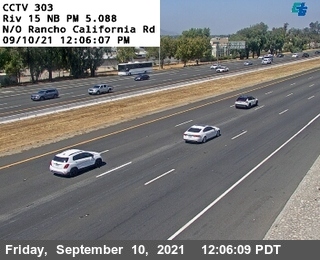 CCTV 303
Riv 15 NB PM 5.088
N/O Rancho California Rd
09/10/21 12:06:07 PM
Friday, September 10, 2021 12:06:09 PDT